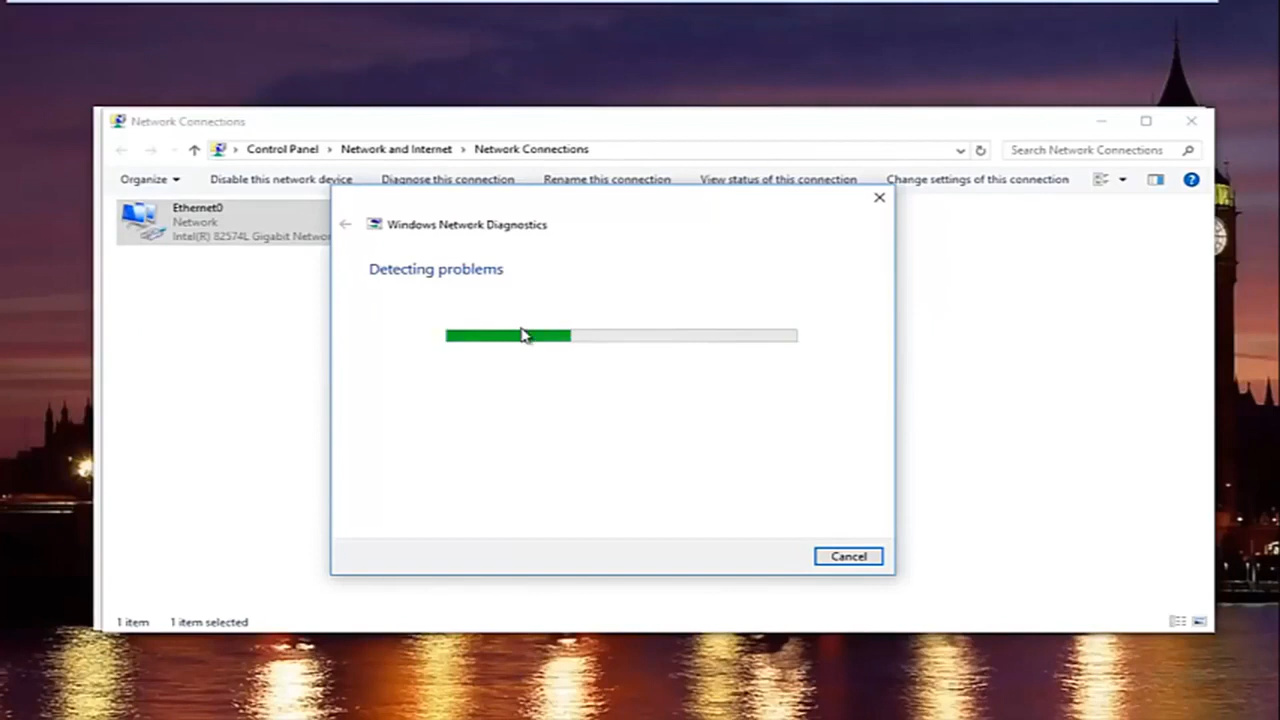 Network Connections
Control Panel > Network and Internet > Network Connections
Search Network Connections
Organize
Disable this network device
Diagnose this connection
Rename this connection
View status of this connection
Change settings of this connection
Ethernet0
Network
Intel(R) 82574L Gigabit Networ
Windows Network Diagnostics
Detecting problems
Cancel
1 item
1 item selected